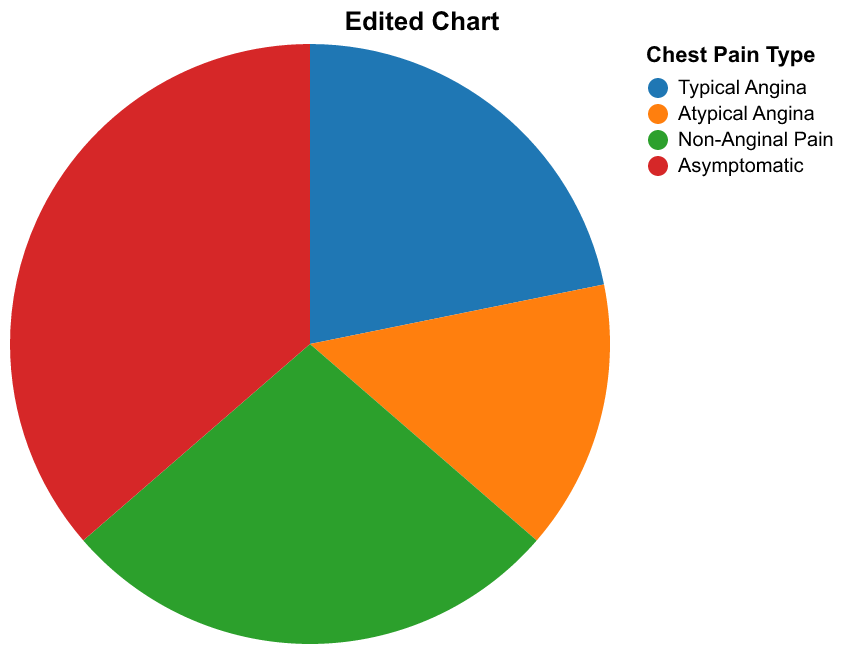 Edited Chart
Chest Pain Type
Typical Angina
Atypical Angina
Non-Anginal Pain
Asymptomatic